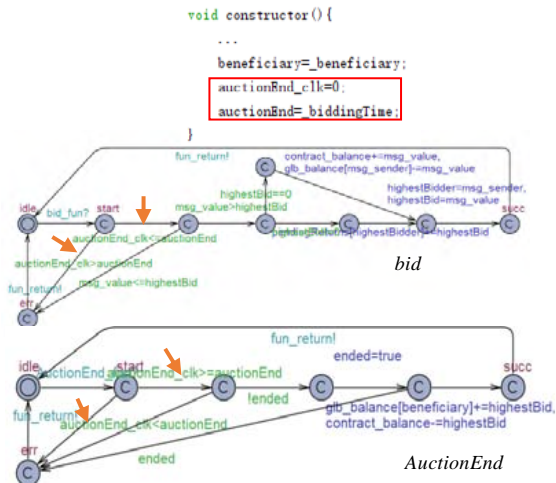 void constructor(){
...
beneficiary=_beneficiary;
auctionEnd_clk=0;
auctionEnd=_biddingTime;
}
fun_return!
contract_balance+=msg_value,
glb_balance[msg_sender]-=msg_value
idle
bid_fun?
start
msg_value>highestBid
highestBid==0
highestBidder=msg_sender,
highestBid=msg_value
succ
auctionEnd_clk<=auctionEnd
[highestBidder]+=highestBid
auctionEnd_clk>auctionEnd
msg_value<=highestBid
fun_return!
err
bid
fun_return!
ended=true
idle
start
auctionEnd_clk>=auctionEnd
succ
!ended
fun_return!
auctionEnd_clk<auctionEnd
glb_balance[beneficiary]+=highestBid,
contract_balance-=highestBid
err
ended
AuctionEnd